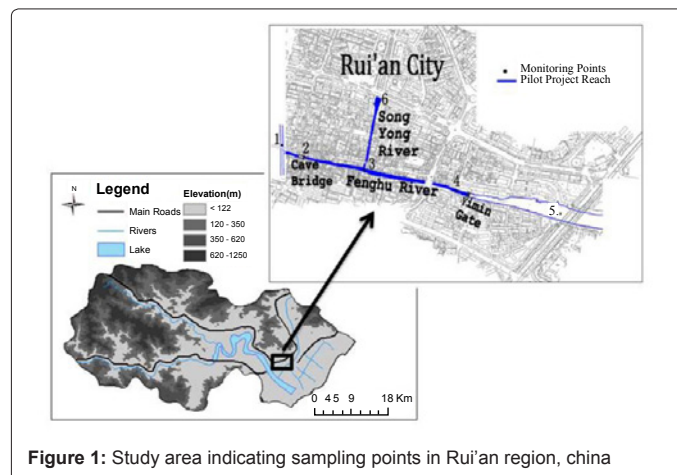 Rui'an City
Monitoring Points
Pilot Project Reach
6
Song
Yong
River
1
2
3
Cave
Bridge
Fenghu River
4
Yimin
Gate
5
N
Legend
Main Roads
Rivers
Lake
Elevation(m)
< 122
120 - 350
350 - 620
620 -1250
0 45 9 18 Km
Figure 1: Study area indicating sampling points in Rui'an region, china